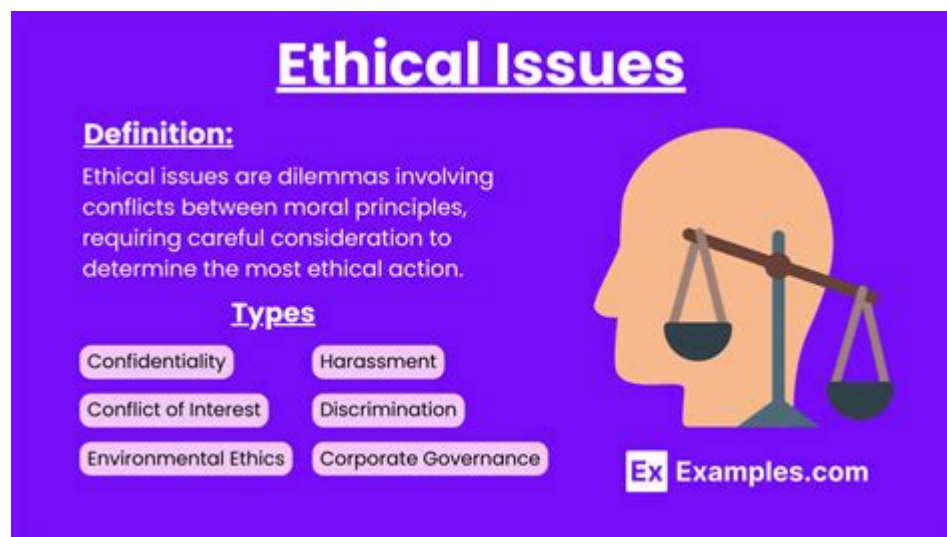 Ethical Issues
Definition:
Ethical issues are dilemmas involving
conflicts between moral principles,
requiring careful consideration to
determine the most ethical action.
Types
Confidentiality
Harassment
Conflict of Interest
Discrimination
Environmental Ethics
Corporate Governance
Ex Examples.com